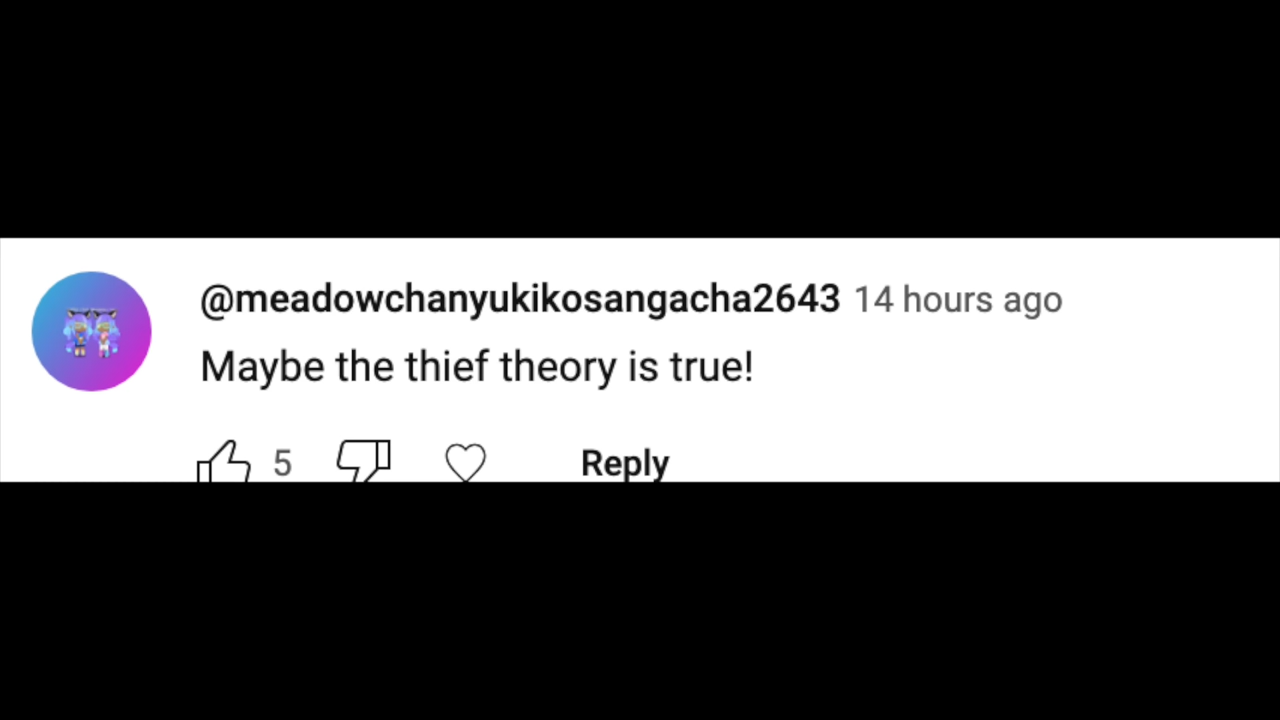 @meadowchanyukikosangacha2643 14 hours ago
Maybe the thief theory is true!
5 Reply